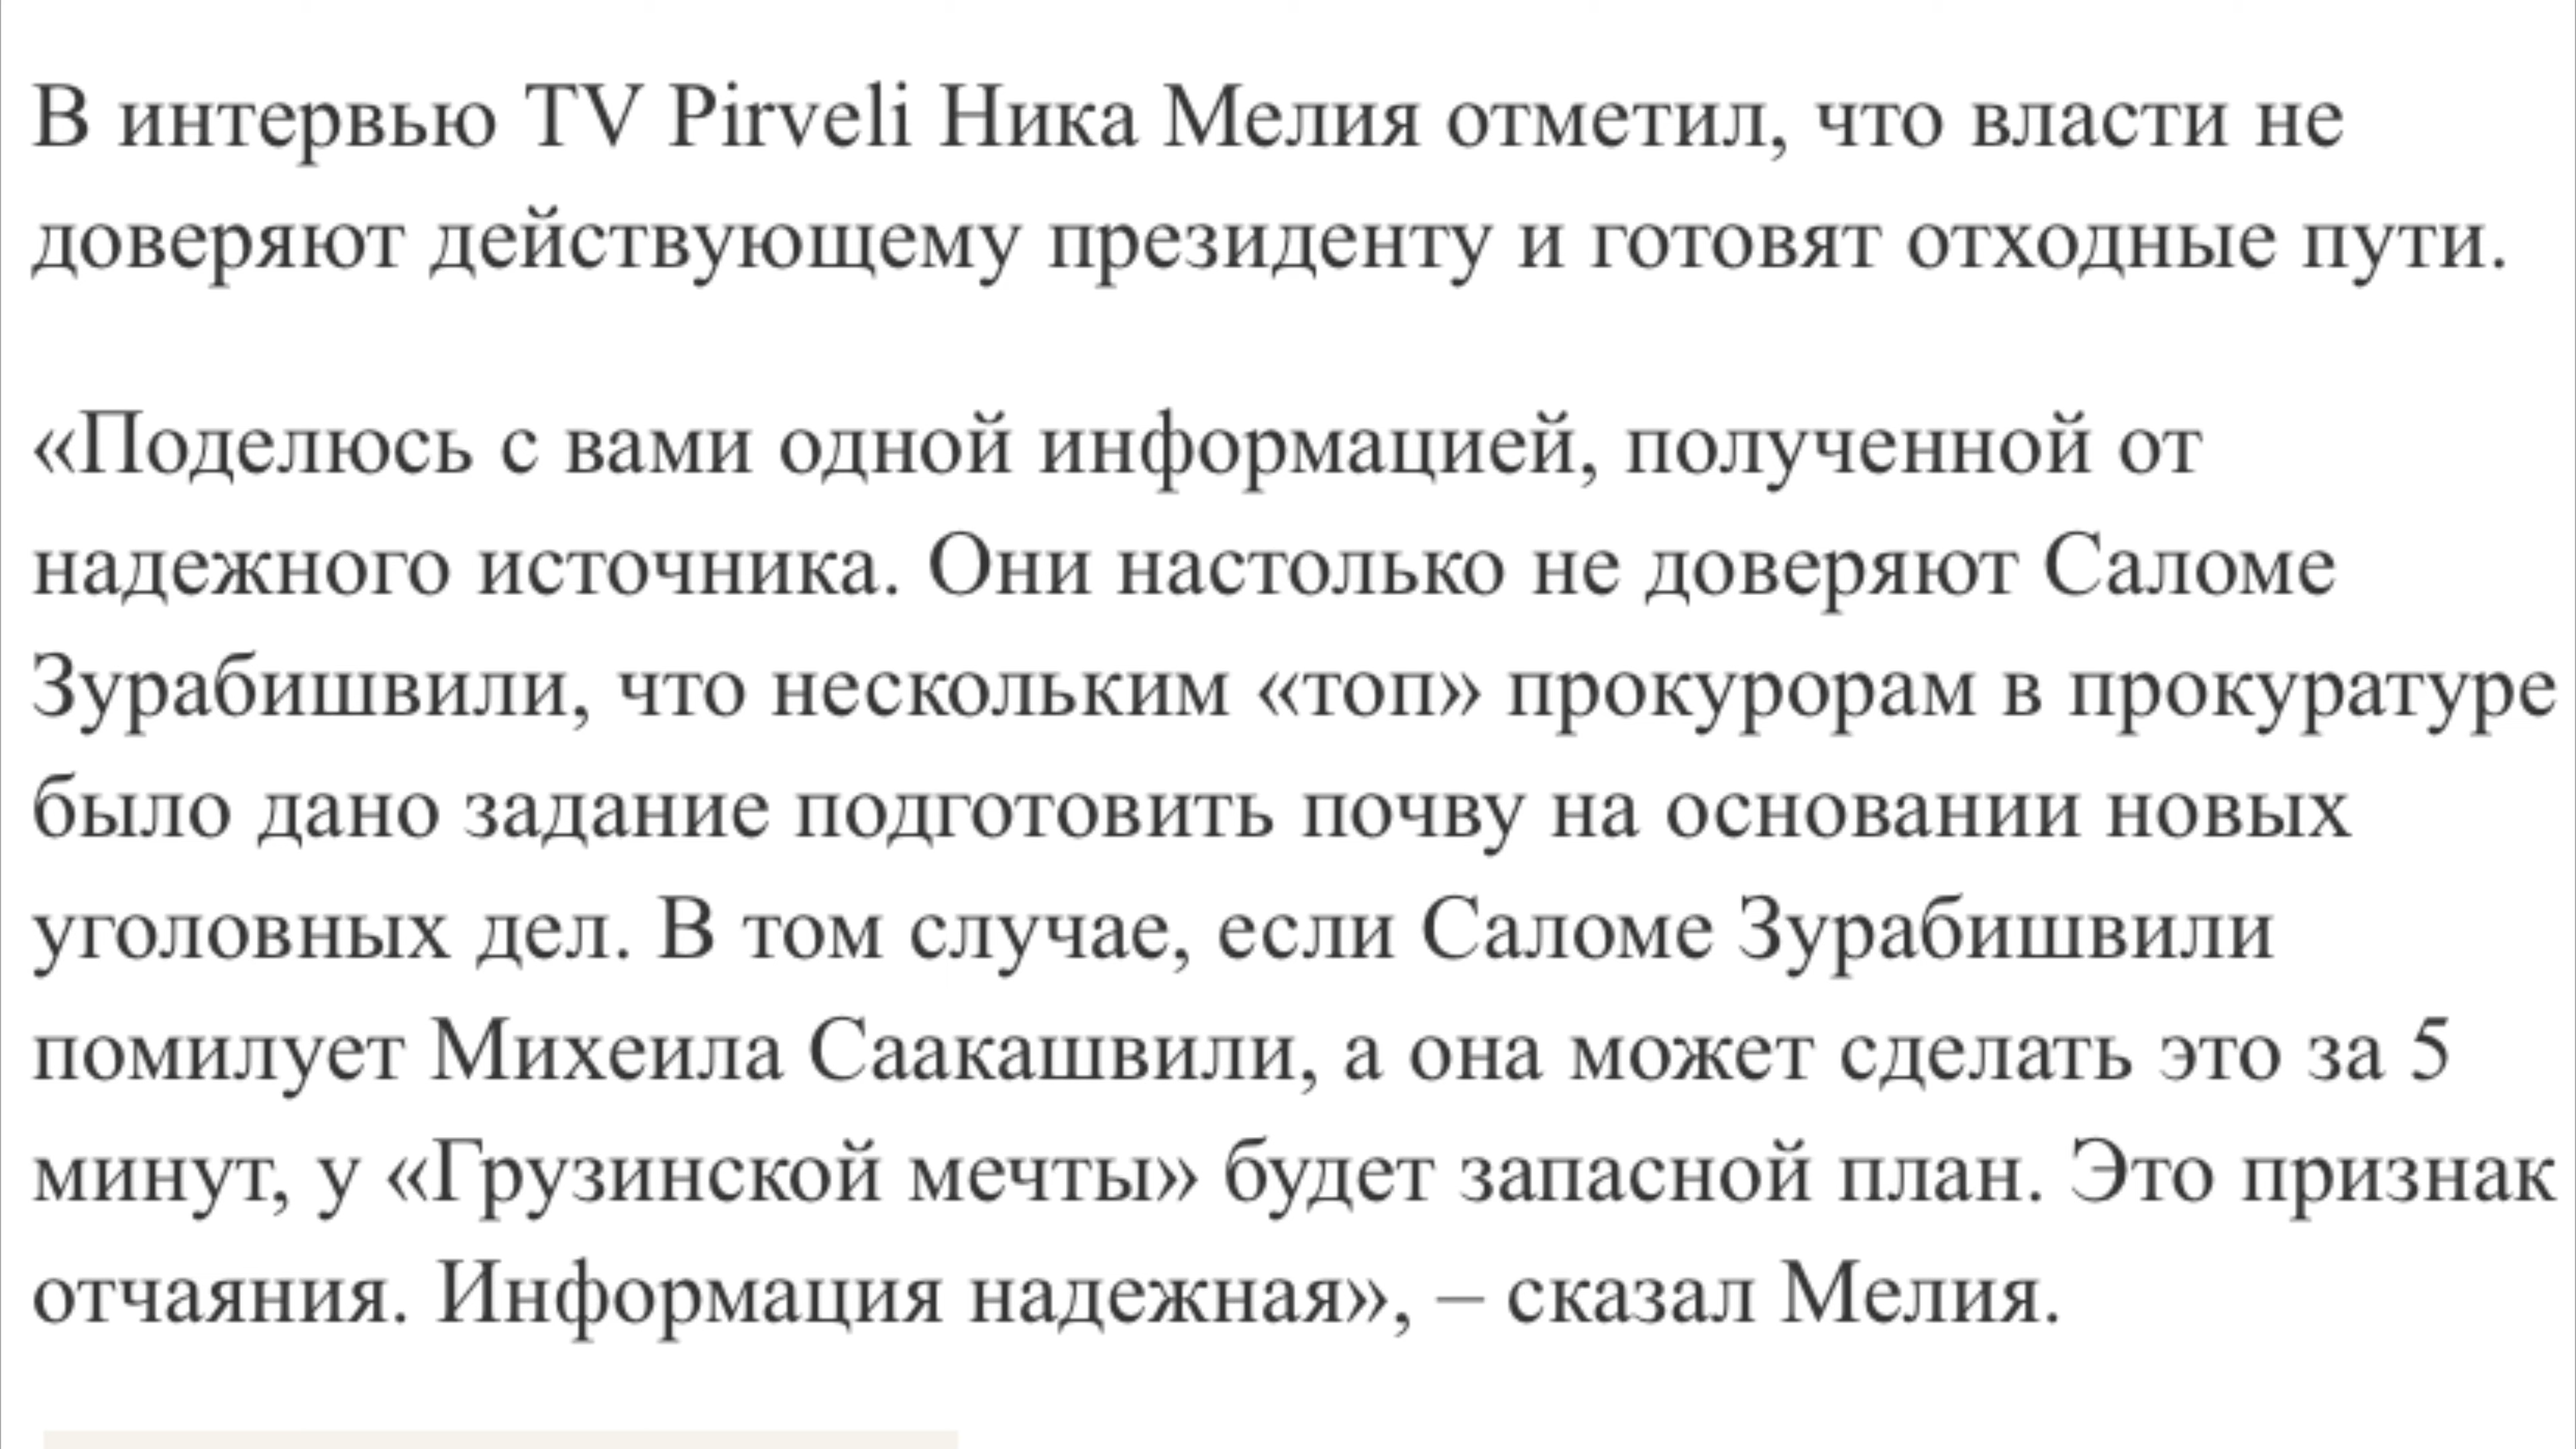 В интервью TV Pirveli Ника Мелия отметил, что власти не
доверяют действующему президенту и готовят отходные пути.
«Поделюсь с вами одной информацией, полученной от
надежного источника. Они настолько не доверяют Саломе
Зурабишвили, что нескольким «топ» прокурорам в прокуратуре
было дано задание подготовить почву на основании новых
уголовных дел. В том случае, если Саломе Зурабишвили
помилует Михеила Саакашвили, а она может сделать это за 5
минут, у «Грузинской мечты» будет запасной план. Это признак
отчаяния. Информация надежная», – сказал Мелия.